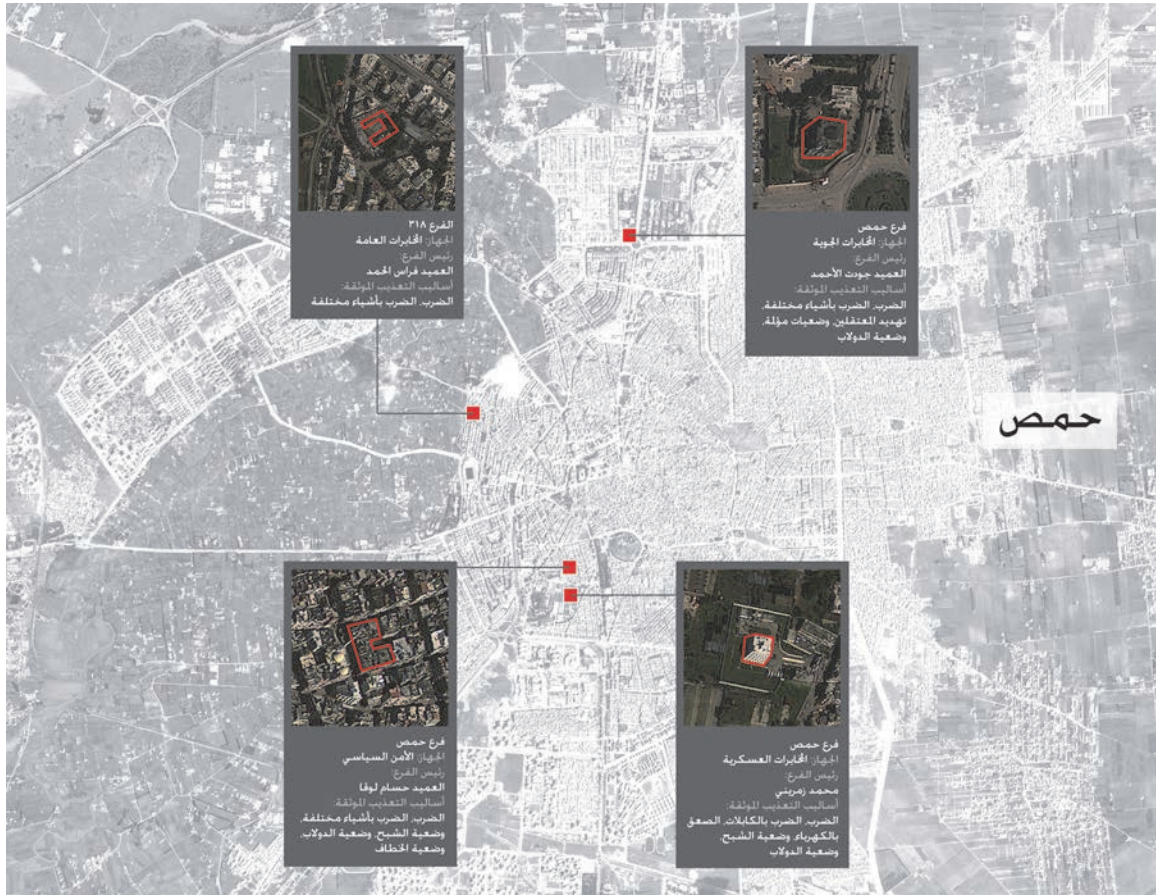 الفرع ٣١٨
الجهاز: المخابرات العامة
رئيس الفرع:
العميد فراس الحمد
أساليب التعذيب الموثقة:
الضرب، الضرب بأشياء مختلفة
فرع حمص
الجهاز: المخابرات الجوية
رئيس الفرع:
العميد جودت الأحمد
أساليب التعذيب الموثقة:
الضرب، الضرب بأشياء مختلفة،
تهديد المعتقلين، وضعيات مؤلمة،
وضعية الدولاب
حمص
فرع حمص
الجهاز: الأمن السياسي
رئيس الفرع:
العميد حسام لوقا
أساليب التعذيب الموثقة:
الضرب، الضرب بأشياء مختلفة،
وضعية الشبح، وضعية الدولاب،
وضعية الخطاف
فرع حمص
الجهاز: المخابرات العسكرية
رئيس الفرع:
محمد زمريني
أساليب التعذيب الموثقة:
الضرب، الضرب بالكابلات، الصعق
بالكهرباء، وضعية الشبح،
وضعية الدولاب